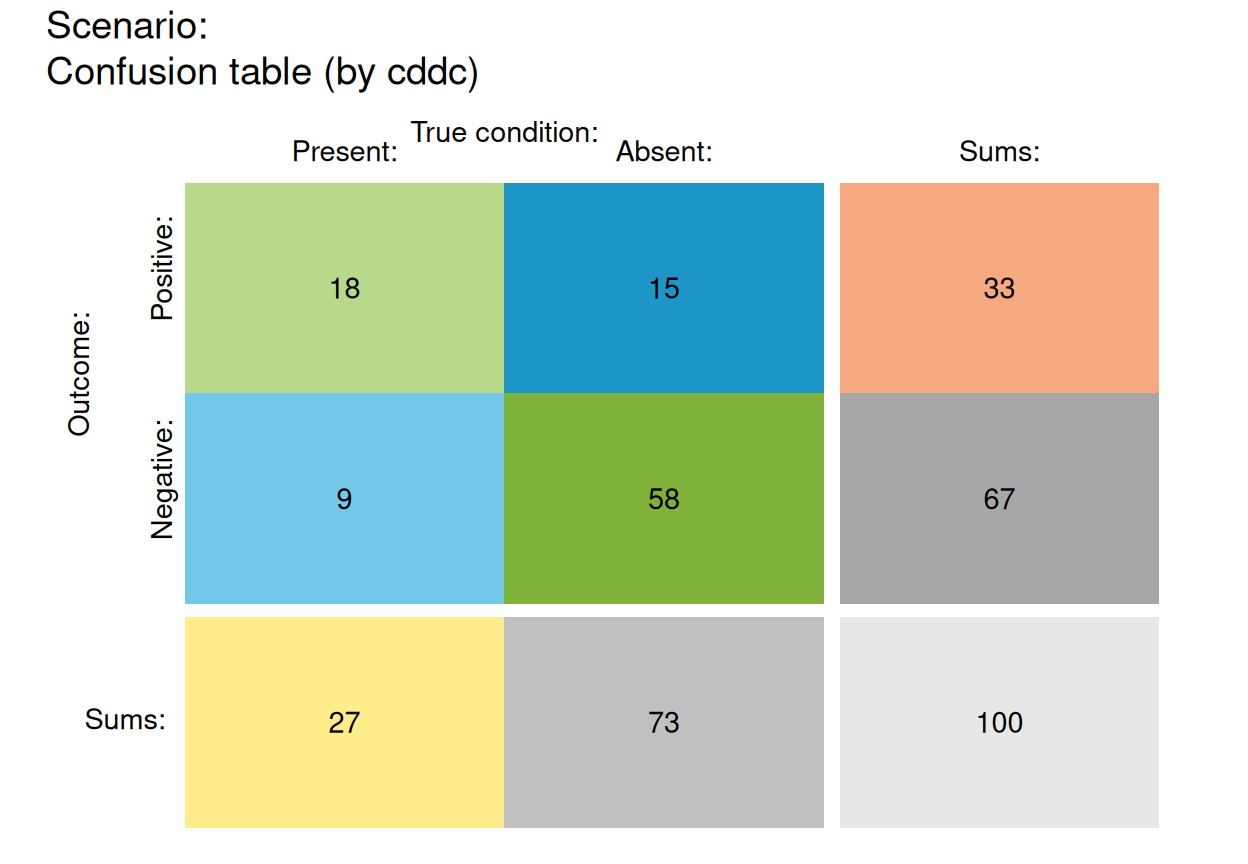 Scenario:
Confusion table (by cddc)
True condition:
Present: Absent: Sums:
Outcome:
Positive: 18 15 33
Negative: 9 58 67
Sums: 27 73 100